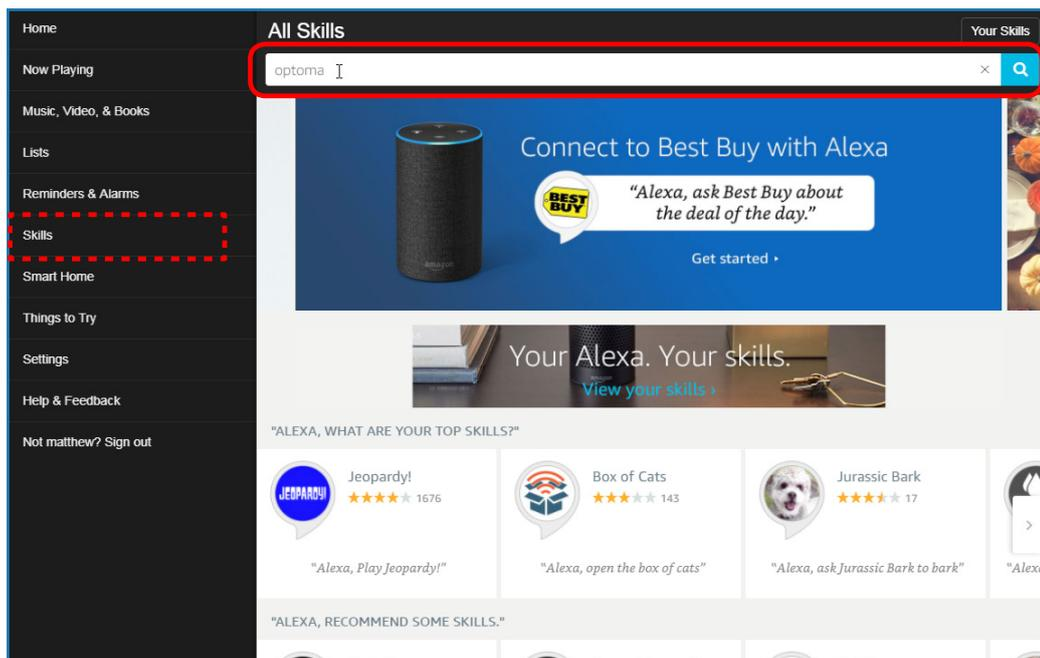 Home
Now Playing
Music, Video, & Books
Lists
Reminders & Alarms
Skills
Smart Home
Things to Try
Settings
Help & Feedback
Not matthew? Sign out
All Skills
Your Skills
optoma
Connect to Best Buy with Alexa
amazon
BEST
BUY
“Alexa, ask Best Buy about
the deal of the day.”
Get started
Your Alexa. Your skills.
View your skills ›
"ALEXA, WHAT ARE YOUR TOP SKILLS?"
JEOPARDY!
Jeopardy!
1676
"Alexa, Play Jeopardy!"
Box of Cats
143
"Alexa, open the box of cats"
Jurassic Bark
17
"Alexa, ask Jurassic Bark to bark"
"ALEXA, RECOMMEND SOME SKILLS."